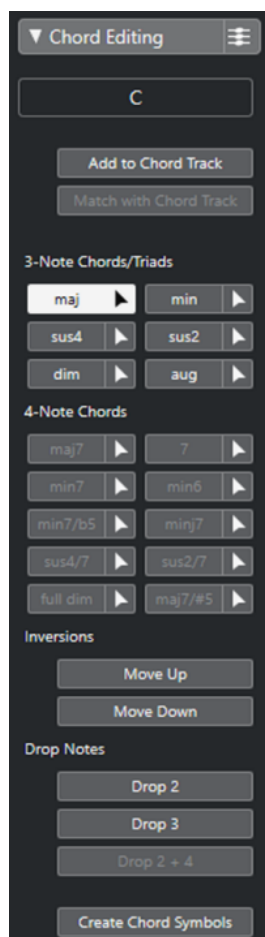 Chord Editing
C
Add to Chord Track
Match with Chord Track
3-Note Chords/Triads
maj min
sus4 sus2
dim aug
4-Note Chords
maj7 7
min7 min6
min7/b5 minj7
sus4/7 sus2/7
full dim maj7/#5
Inversions
Move Up
Move Down
Drop Notes
Drop 2
Drop 3
Drop 2 + 4
Create Chord Symbols